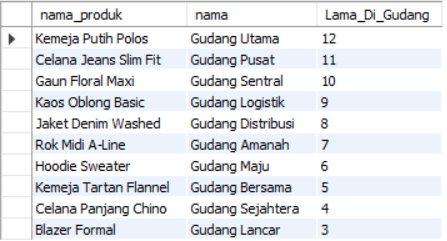 nama_produk nama Lama_Di_Gudang
Kemeja Putih Polos Gudang Utama 12
Celana Jeans Slim Fit Gudang Pusat 11
Gaun Floral Maxi Gudang Sentral 10
Kaos Oblong Basic Gudang Logistik 9
Jaket Denim Washed Gudang Distribusi 8
Rok Midi A-Line Gudang Amanah 7
Hoodie Sweater Gudang Maju 6
Kemeja Tartan Flannel Gudang Bersama 5
Celana Panjang Chino Gudang Sejahtera 4
Blazer Formal Gudang Lancar 3